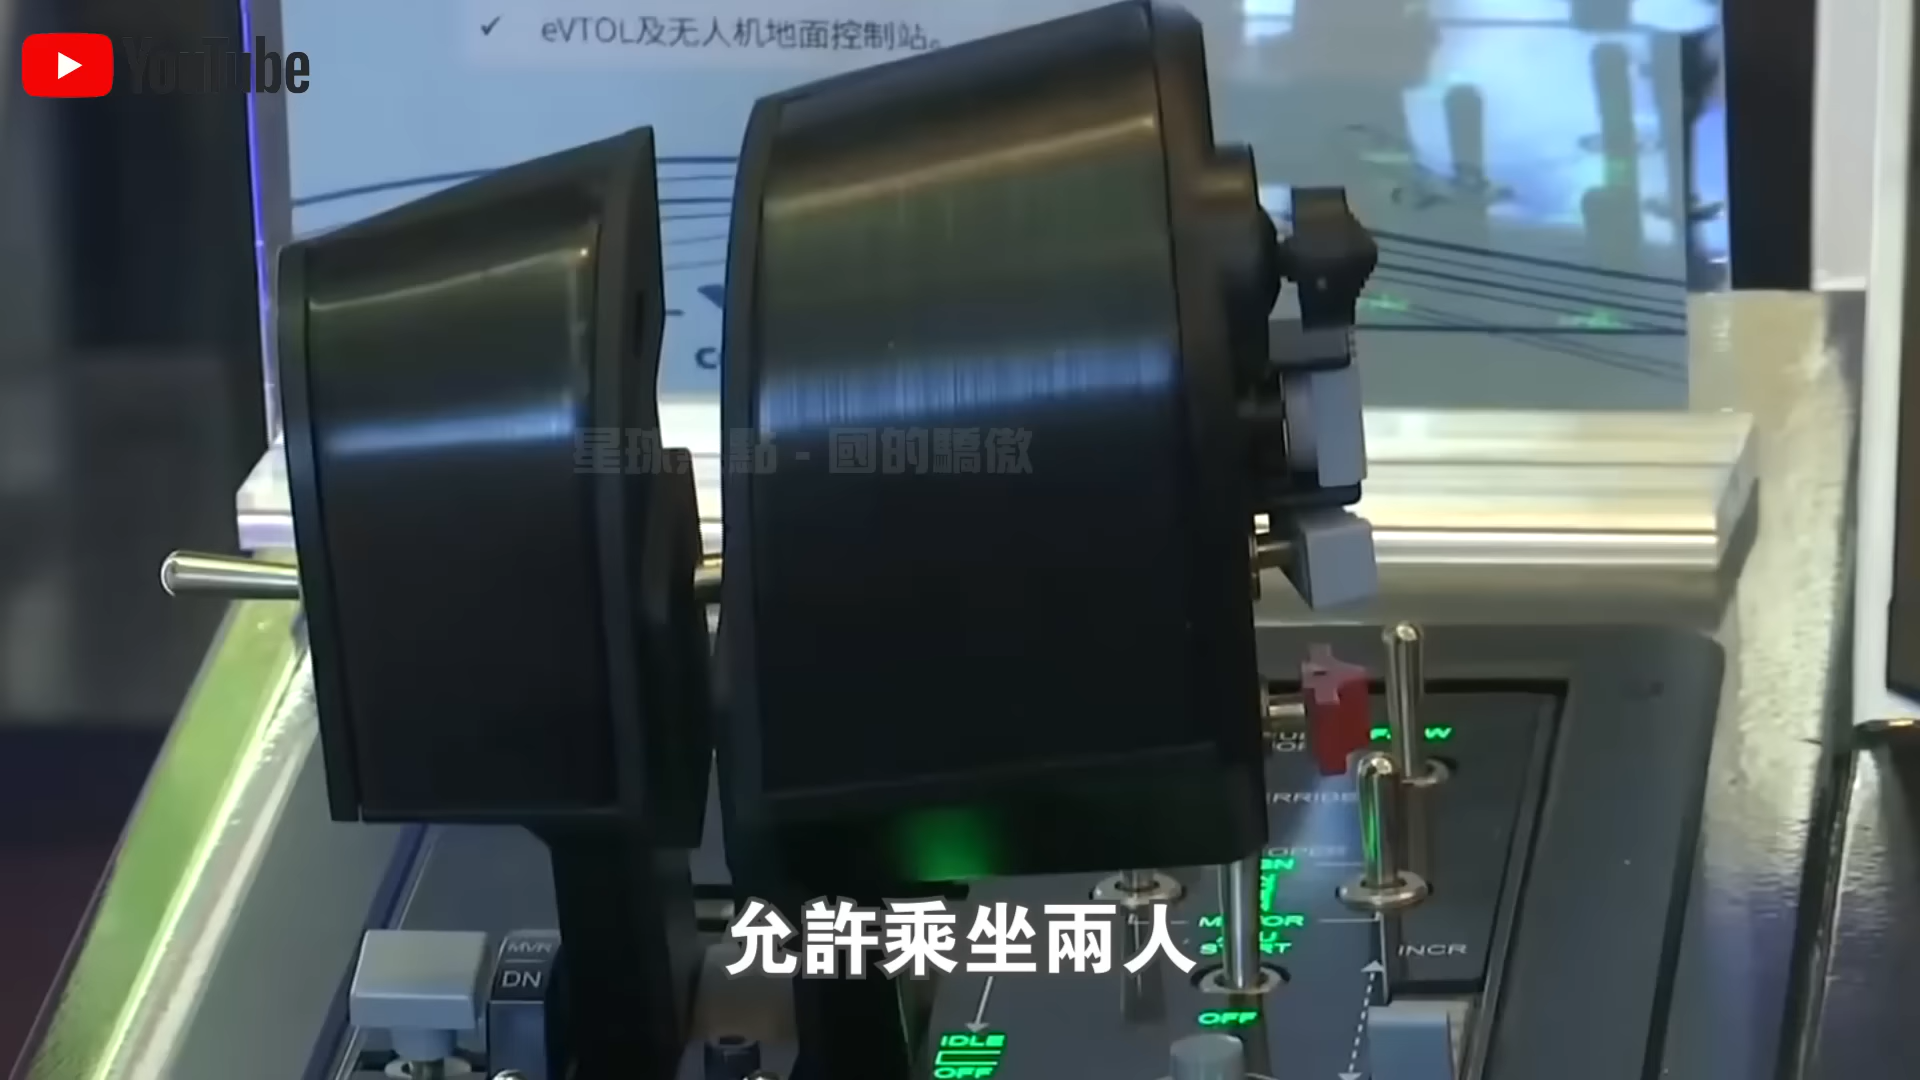 YouTube
✓ eVTOL及无人机地面控制站。
星球 點 - 國的驕傲
允許乘坐兩人
MVR
DN
INCR
OFF
IDLE
OFF